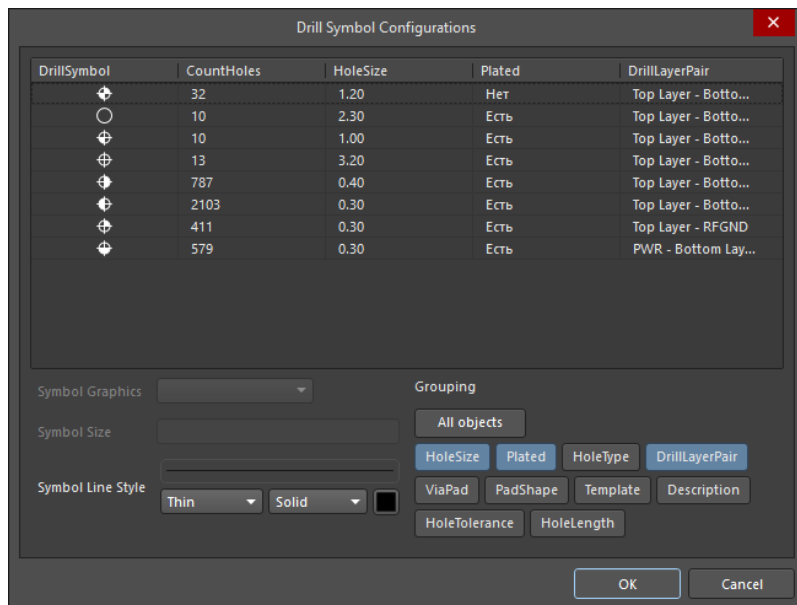 Drill Symbol Configurations
DrillSymbol CountHoles HoleSize Plated DrillLayerPair
32 1.20 Нет Top Layer - Botto...
10 2.30 Есть Top Layer - Botto...
10 1.00 Есть Top Layer - Botto...
13 3.20 Есть Top Layer - Botto...
787 0.40 Есть Top Layer - Botto...
2103 0.30 Есть Top Layer - Botto...
411 0.30 Есть Top Layer - RFGND
579 0.30 Есть PWR - Bottom Lay...
Symbol Graphics
Symbol Size
Symbol Line Style
Thin Solid
Grouping
All objects
HoleSize Plated HoleType DrillLayerPair
ViaPad PadShape Template Description
HoleTolerance HoleLength
OK Cancel